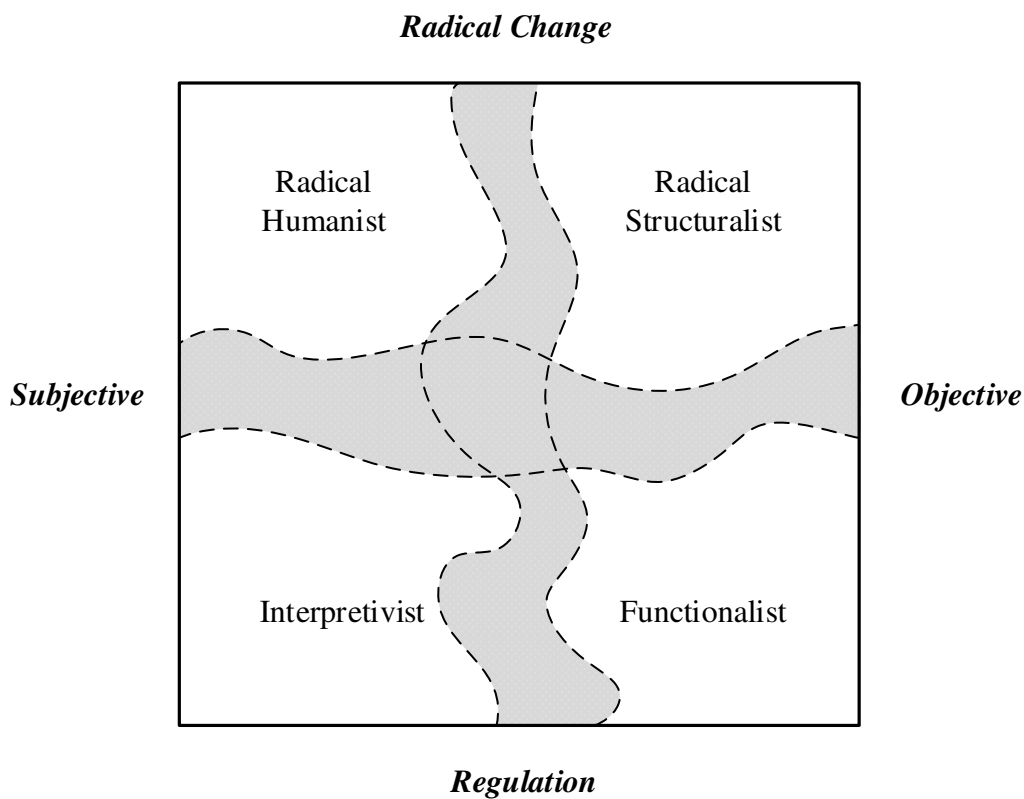 Radical Change
Radical
Humanist
Radical
Structuralist
Subjective
Objective
Interpretivist
Functionalist
Regulation